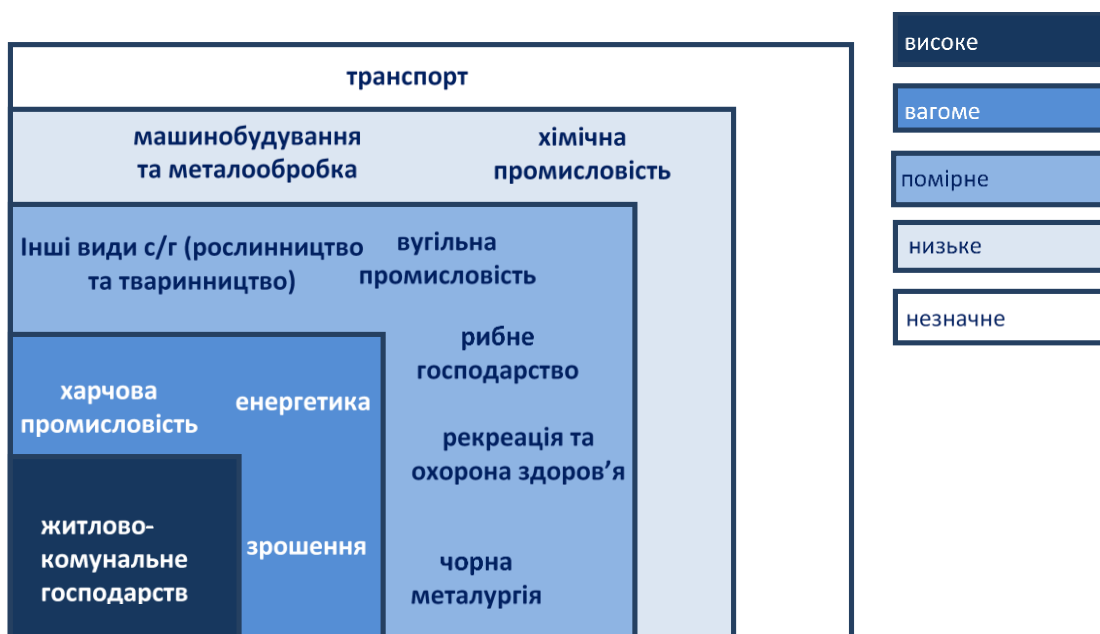 транспорт
машинобудування
та металообробка
хімічна
промисловість
Інші види с/г (рослинництво
та тваринництво)
вугільна
промисловість
рибне
господарство
рекреація та
охорона здоров’я
чорна
металургія
харчова
промисловість
енергетика
зрошення
житлово-
комунальне
господарств
високе
вагоме
помірне
низьке
незначне